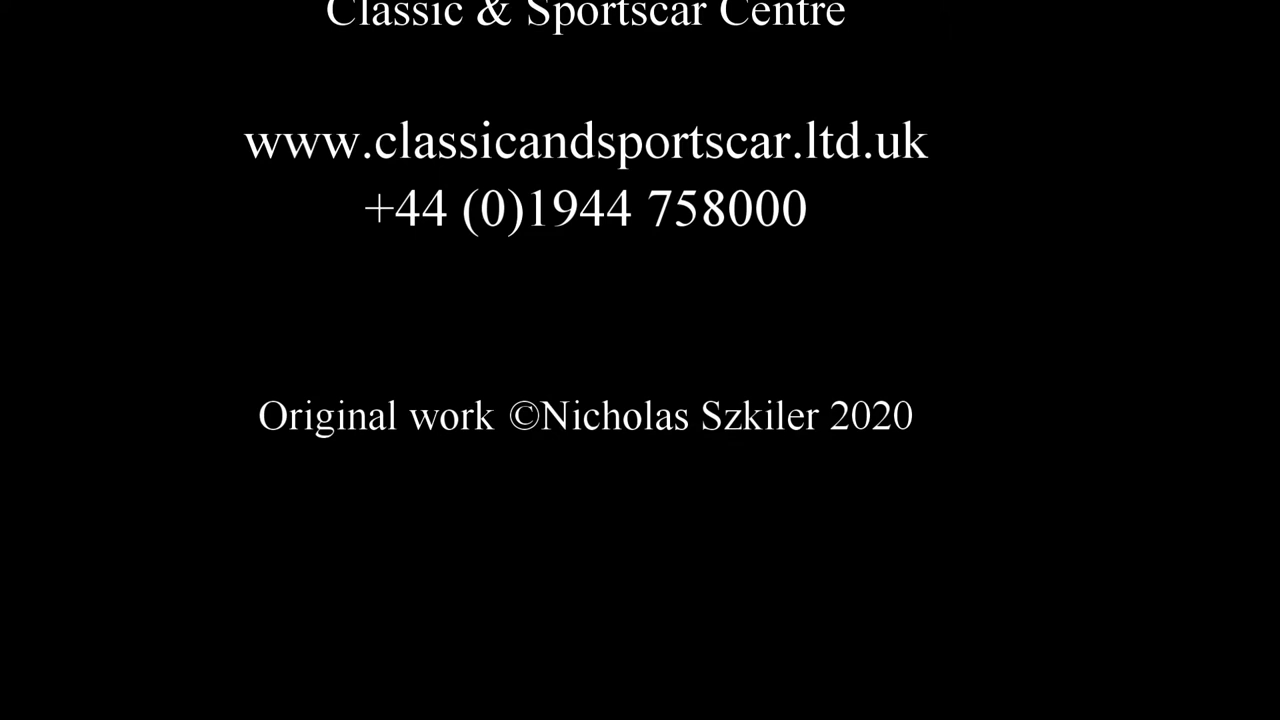 Classic & Sportscar Centre
www.classicandsportscar.ltd.uk
+44 (0)1944 758000
Original work ©Nicholas Szkiler 2020